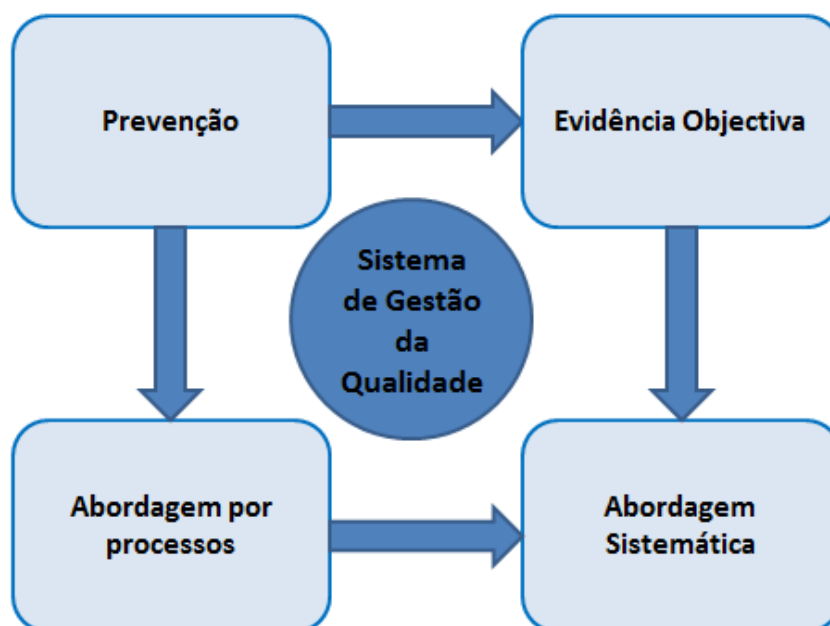 Prevenção
Evidência Objectiva
Sistema
de Gestão
da
Qualidade
Abordagem por
processos
Abordagem
Sistemática